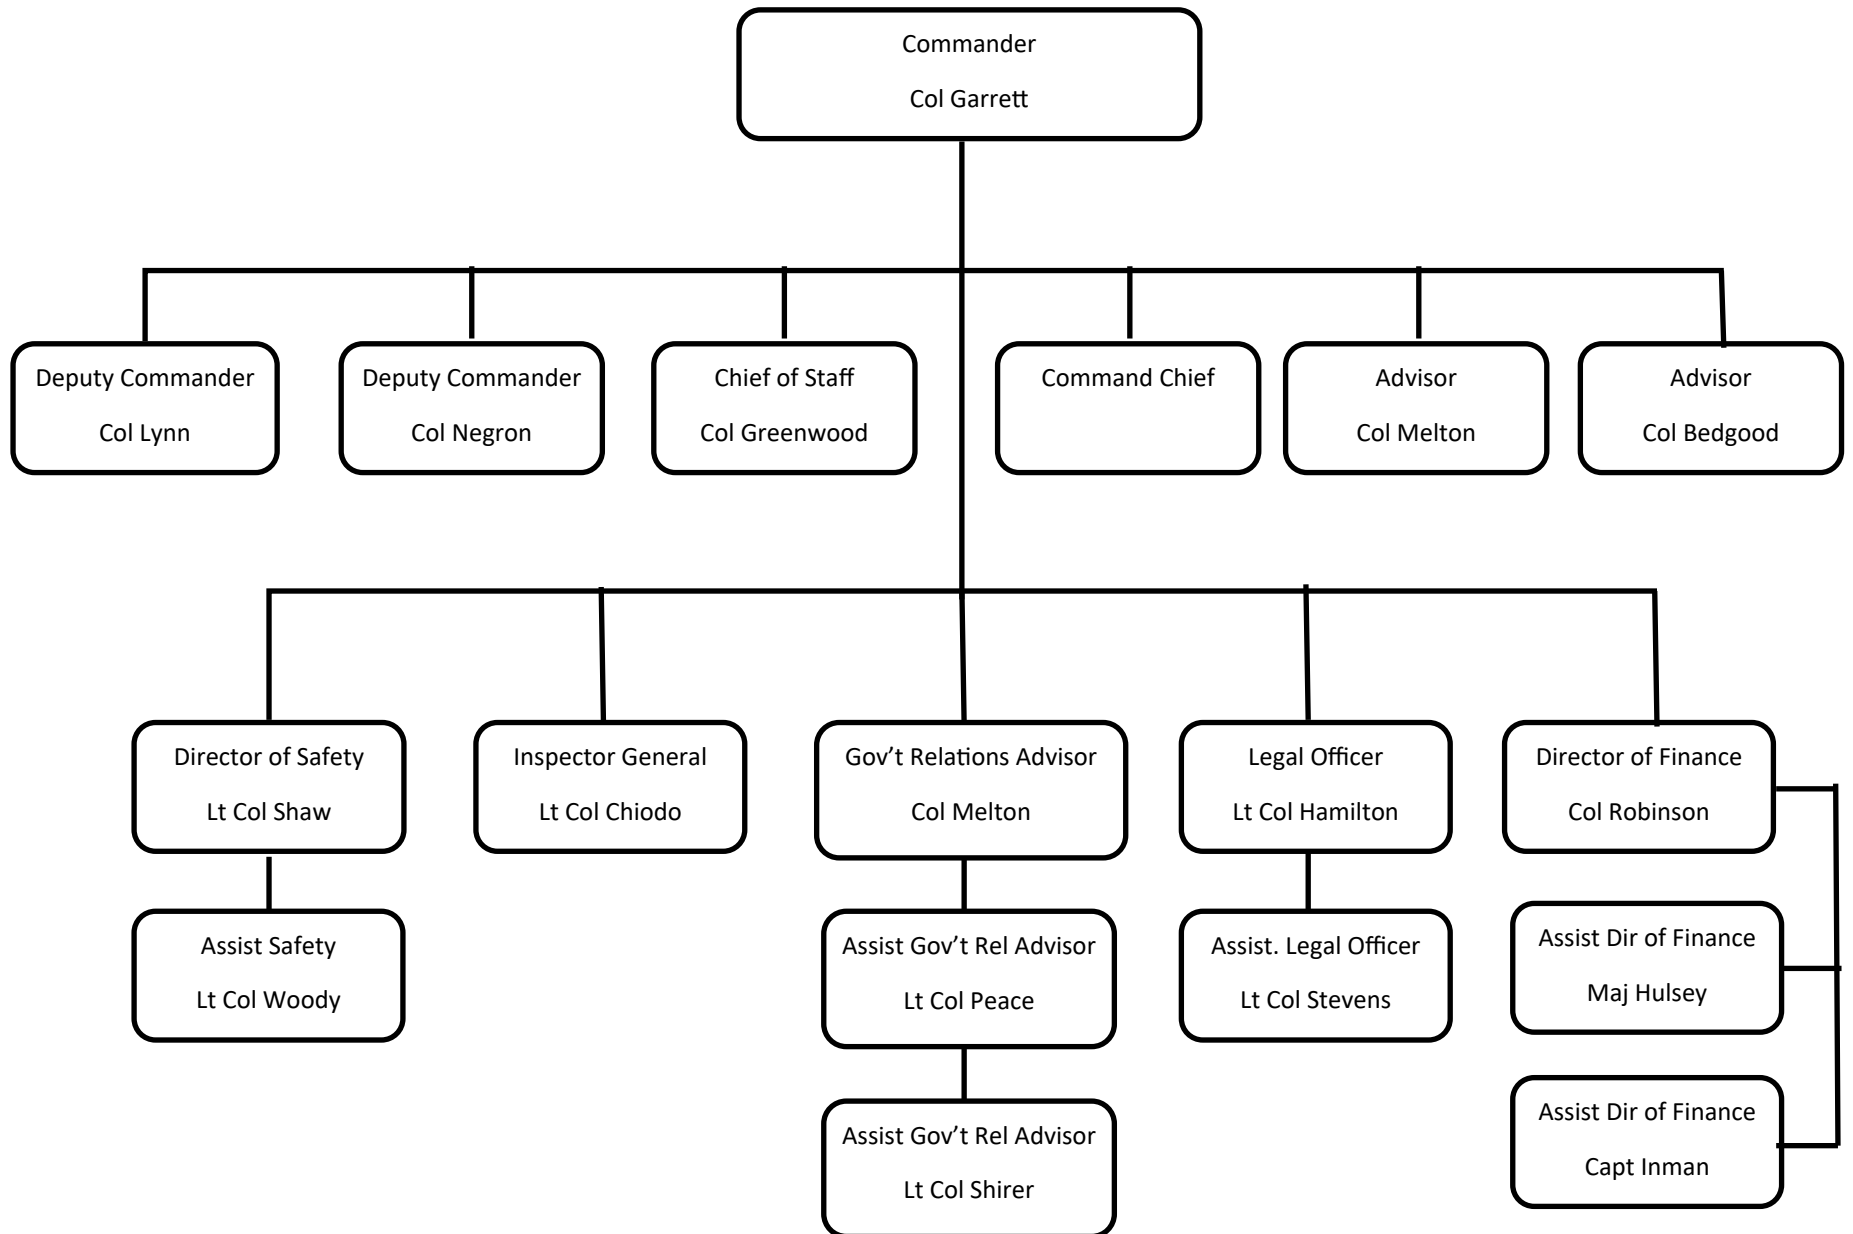 Commander
Col Garrett
Deputy Commander
Col Lynn
Deputy Commander
Col Negron
Chief of Staff
Col Greenwood
Command Chief
Advisor
Col Melton
Advisor
Col Bedgood
Director of Safety
Lt Col Shaw
Inspector General
Lt Col Chiodo
Gov’t Relations Advisor
Col Melton
Legal Officer
Lt Col Hamilton
Director of Finance
Col Robinson
Assist Safety
Lt Col Woody
Assist Gov’t Rel Advisor
Lt Col Peace
Assist. Legal Officer
Lt Col Stevens
Assist Dir of Finance
Maj Hulsey
Assist Gov’t Rel Advisor
Lt Col Shirer
Assist Dir of Finance
Capt Inman